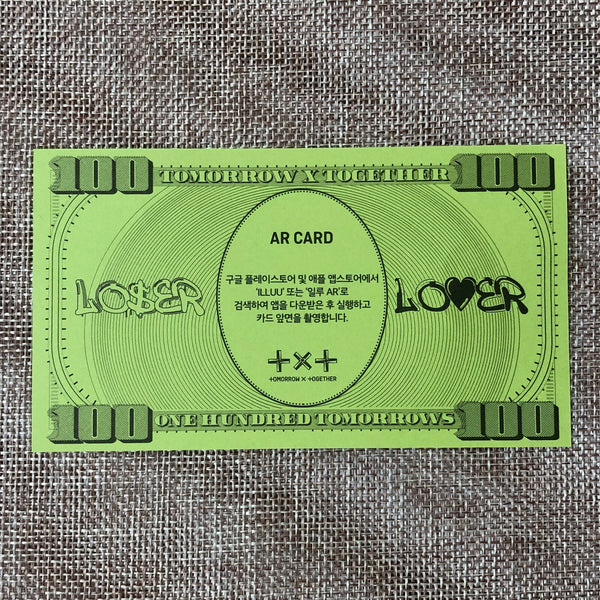 100 TOMORROW X TOGETHER 100
AR CARD
구글 플레이스토어 및 애플 앱스토어에서
'ILLUU' 또는 '일루 AR'로
검색하여 앱을 다운받은 후 실행하고
카드 앞면을 촬영합니다.
LO$ER
LO♥ER
TOMORROW X TOGETHER
100 ONE HUNDRED TOMORROWS 100